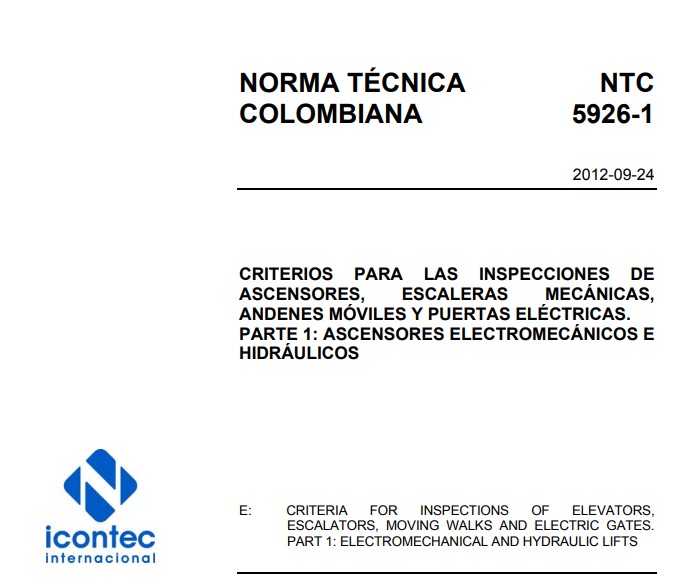 NORMA TÉCNICA NTC
COLOMBIANA 5926-1
2012-09-24
CRITERIOS PARA LAS INSPECCIONES DE
ASCENSORES, ESCALERAS MECÁNICAS,
ANDENES MÓVILES Y PUERTAS ELÉCTRICAS.
PARTE 1: ASCENSORES ELECTROMECÁNICOS E
HIDRÁULICOS
E: CRITERIA FOR INSPECTIONS OF ELEVATORS,
ESCALATORS, MOVING WALKS AND ELECTRIC GATES.
PART 1: ELECTROMECHANICAL AND HYDRAULIC LIFTS
icontec
internacional